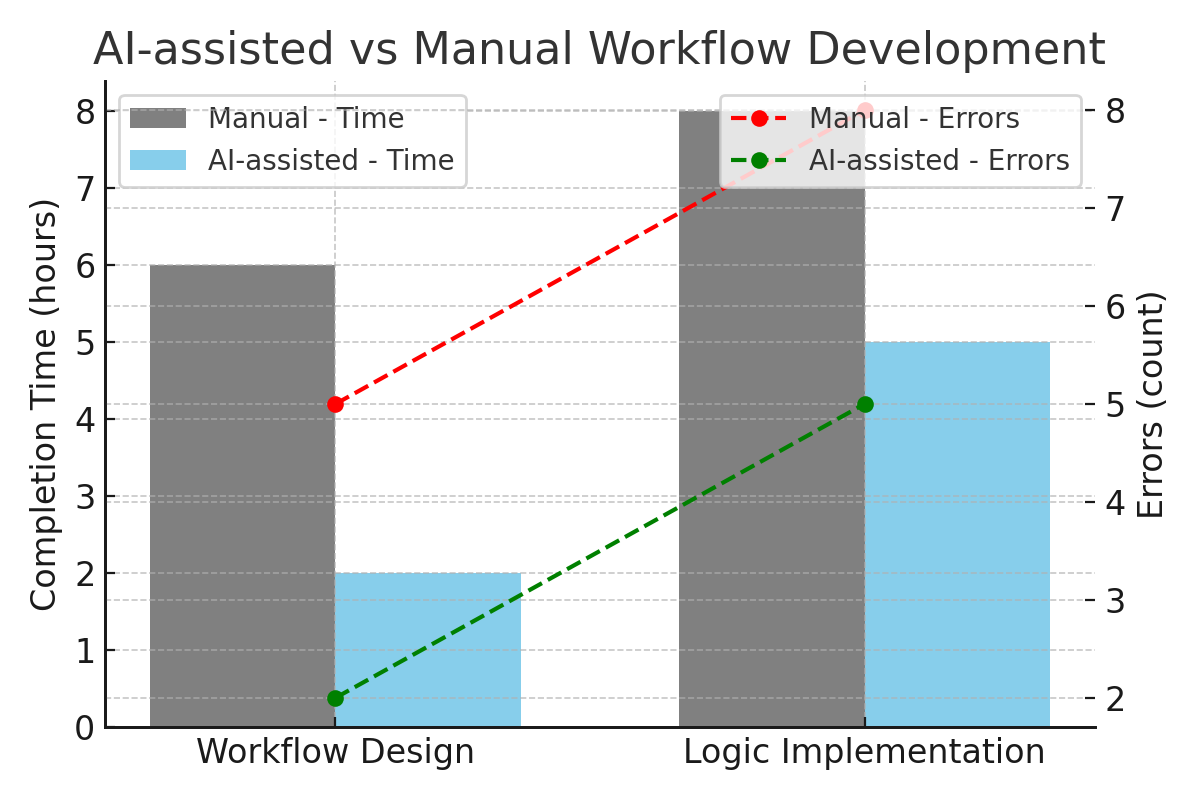 AI-assisted vs Manual Workflow Development
Manual - Time
AI-assisted - Time
Manual - Errors
AI-assisted - Errors
Completion Time (hours)
8
7
6
5
4
3
2
1
0
Errors (count)
8
7
6
5
4
3
2
Workflow Design
Logic Implementation